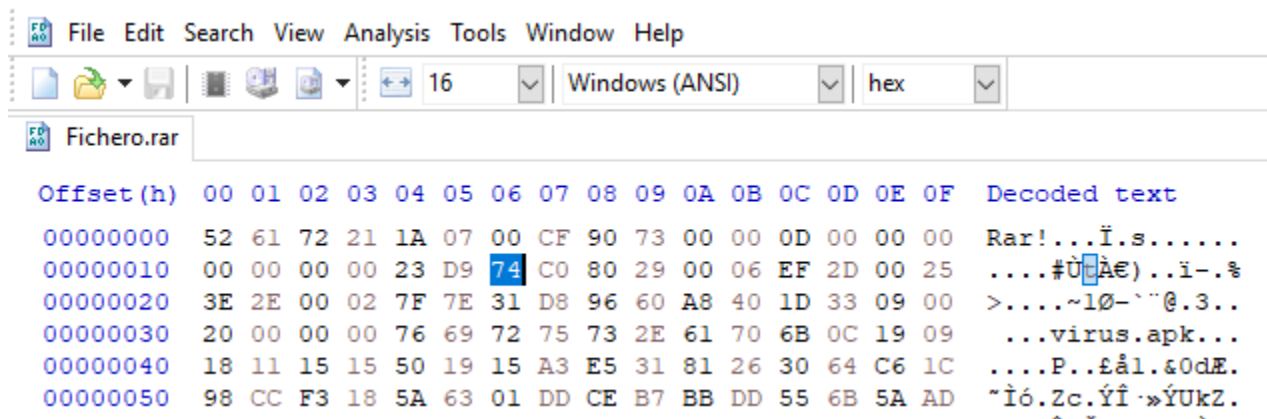 File Edit Search View Analysis Tools Window Help
16 Windows (ANSI) hex
Fichero.rar
Offset(h) 00 01 02 03 04 05 06 07 08 09 0A 0B 0C 0D 0E 0F Decoded text
00000000 52 61 72 21 1A 07 00 CF 90 73 00 00 0D 00 00 00 Rar!...Ï.s......
00000010 00 00 00 00 23 D9 74 C0 80 29 00 06 EF 2D 00 25 ....#ÙtÀ€)..ï-.%
00000020 3E 2E 00 02 7F 7E 31 D8 96 60 A8 40 1D 33 09 00 >....~1Ø–`¨@.3..
00000030 20 00 00 00 76 69 72 75 73 2E 61 70 6B 0C 19 09 ...virus.apk...
00000040 18 11 15 15 50 19 15 A3 E5 31 81 26 30 64 C6 1C ....P..£å1.&0dÆ.
00000050 98 CC F3 18 5A 63 01 DD CE B7 BB DD 55 6B 5A AD ˜Ìó.Zc.ÝÎ·»ÝUkZ.